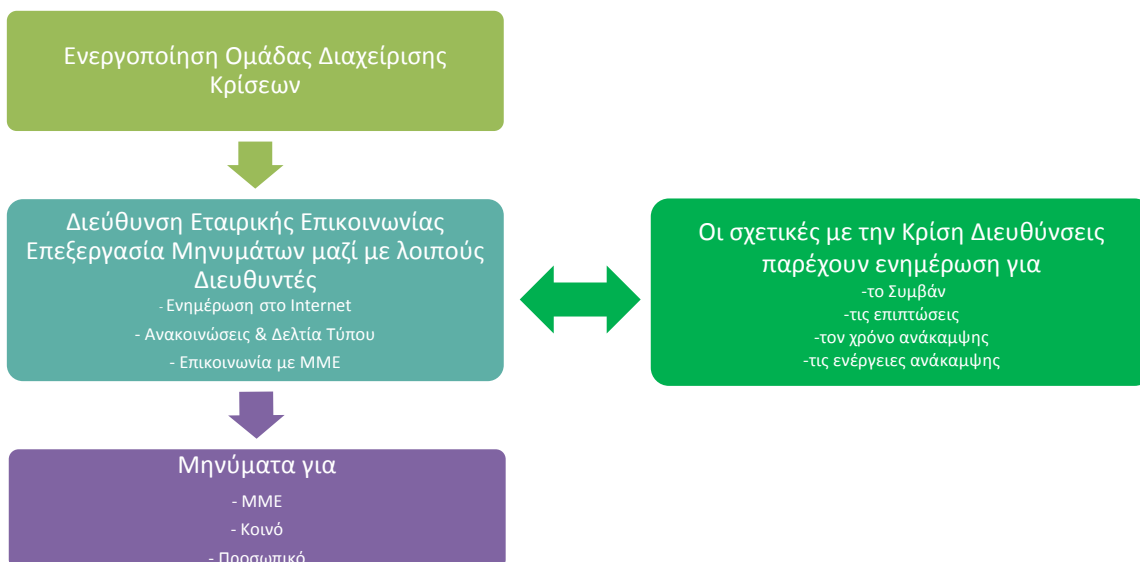 Ενεργοποίηση Ομάδας Διαχείρισης
Κρίσεων
Διεύθυνση Εταιρικής Επικοινωνίας
Επεξεργασία Μηνυμάτων μαζί με λοιπούς
Διευθυντές
- Ενημέρωση στο Internet
- Ανακοινώσεις & Δελτία Τύπου
- Επικοινωνία με ΜΜΕ
Οι σχετικές με την Κρίση Διευθύνσεις
παρέχουν ενημέρωση για
-το Συμβάν
-τις επιπτώσεις
-τον χρόνο ανάκαμψης
-τις ενέργειες ανάκαμψης
Μηνύματα για
- ΜΜΕ
- Κοινό
- Προσωπικό